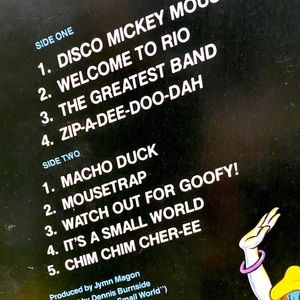 SIDE ONE
1. DISCO MICKEY MOUS
2. WELCOME TO RIO
3. THE GREATEST BAND
4. ZIP-A-DEE-DOO-DAH
SIDE TWO
1. MACHO DUCK
2. MOUSETRAP
3. WATCH OUT FOR GOOFY!
4. IT'S A SMALL WORLD
5. CHIM CHIM CHER-EE
Produced by Jymn Magon
by Dennis Burnside
Small World")